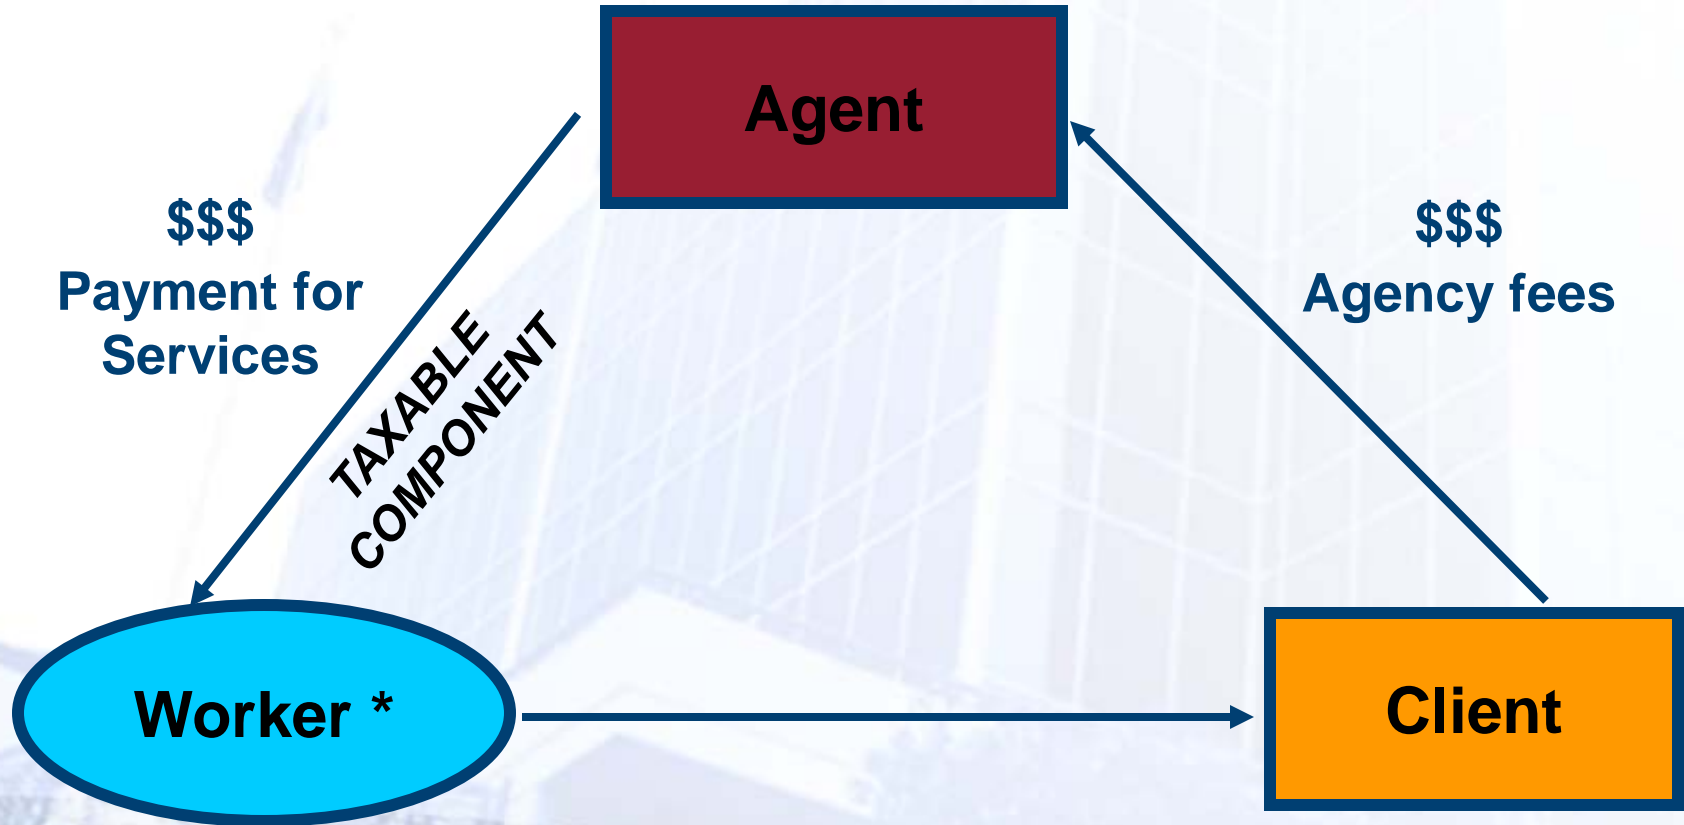 Agent
$$$
Payment for
Services
$$$
Agency fees
TAXABLE
COMPONENT
Worker *
Client